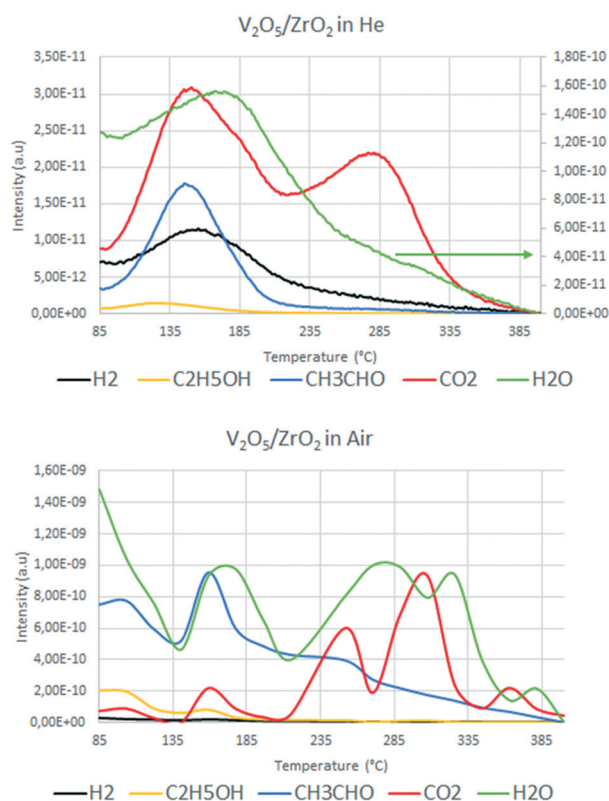 V₂O₅/ZrO₂ in He
3,50E-11
3,00E-11
2,50E-11
2,00E-11
1,50E-11
1,00E-11
5,00E-12
0,00E+00
Intensity (a.u)
1,80E-10
1,60E-10
1,40E-10
1,20E-10
1,00E-10
8,00E-11
6,00E-11
4,00E-11
2,00E-11
0,00E+00
85 135 185 235 285 335 385
Temperature (°C)
H2 C2H5OH CH3CHO CO2 H2O
V₂O₅/ZrO₂ in Air
1,60E-09
1,40E-09
1,20E-09
1,00E-09
8,00E-10
6,00E-10
4,00E-10
2,00E-10
0,00E+00
Intensity (a.u)
85 135 185 235 285 335 385
Temperature (°C)
H2 C2H5OH CH3CHO CO2 H2O